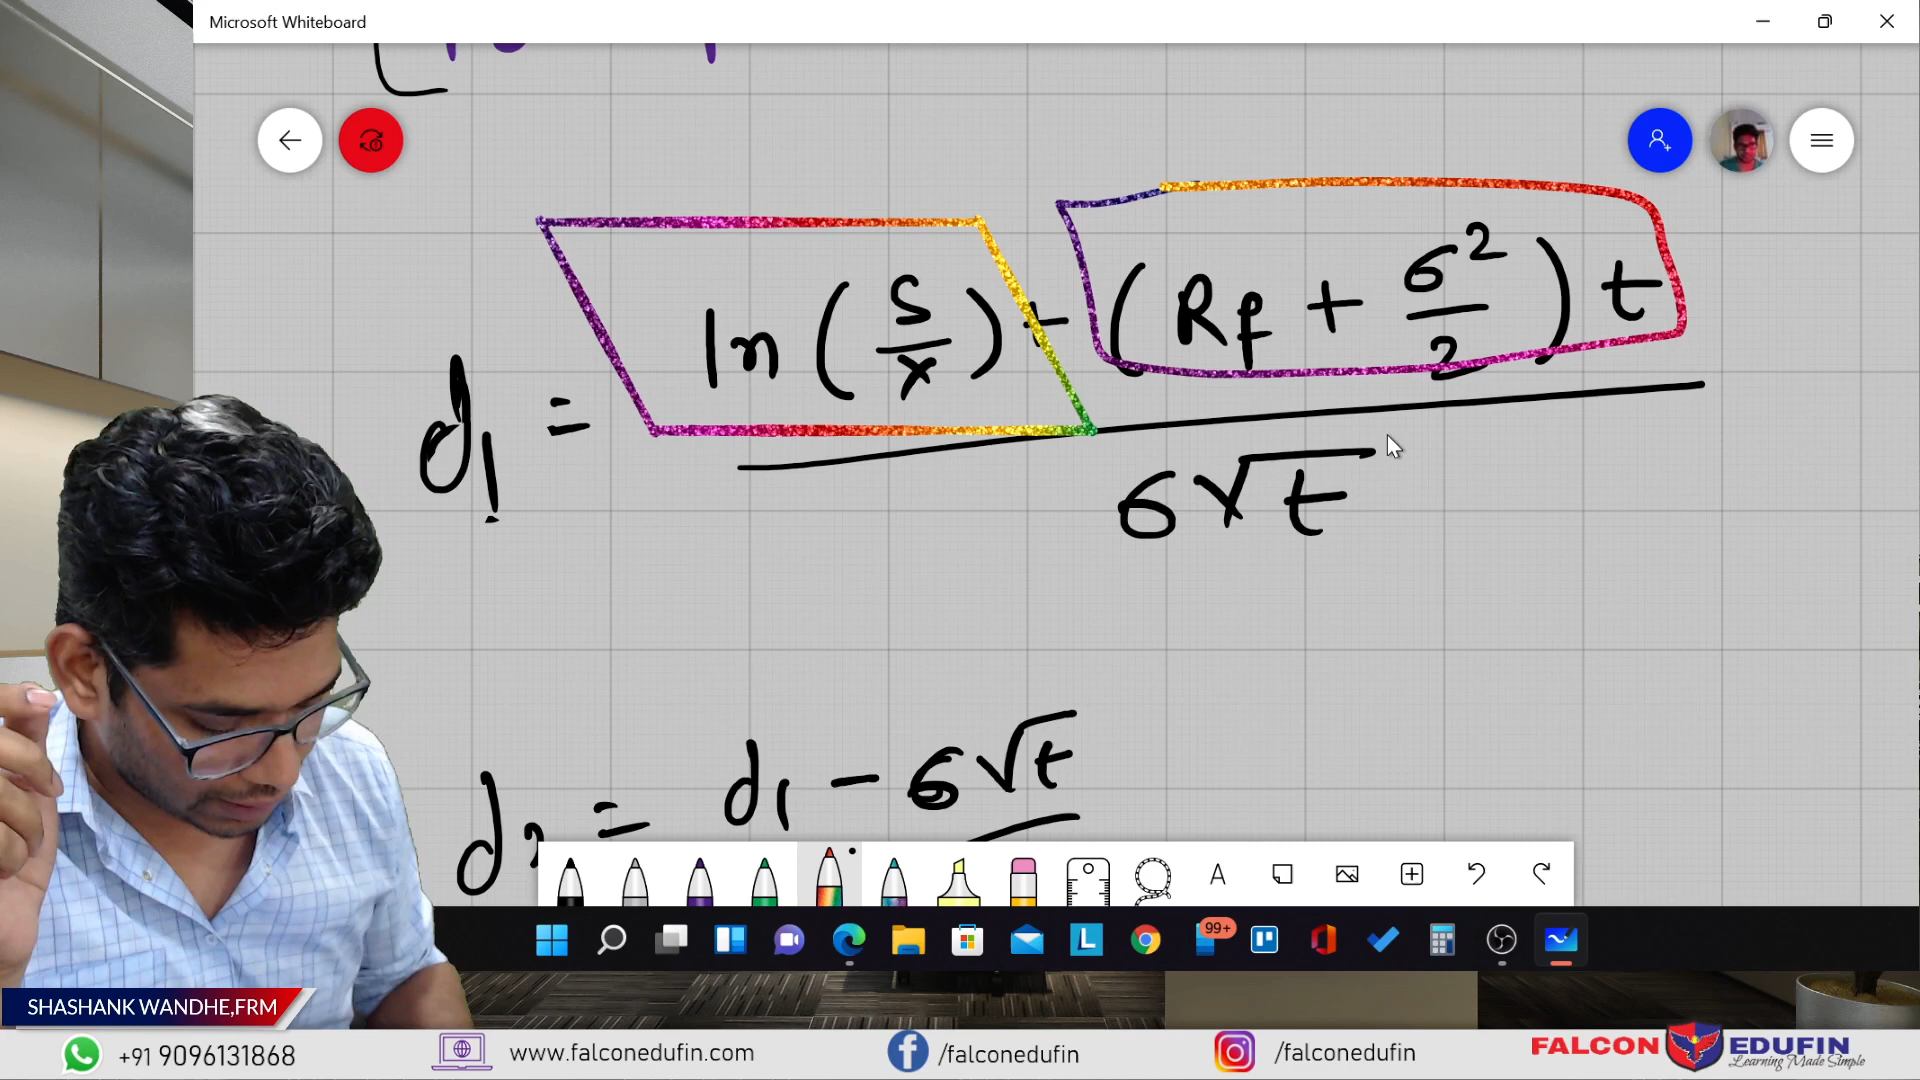 Microsoft Whiteboard
d₁ = ln(S/X) + (Rf + σ²/2)t
σ√t
d₂ = d₁ - σ√t
A
L
99+
SHASHANK WANDHE,FRM
+91 9096131868
www.falconedufin.com
/falconedufin
/falconedufin
FALCON EDUFIN
Learning Made Simple